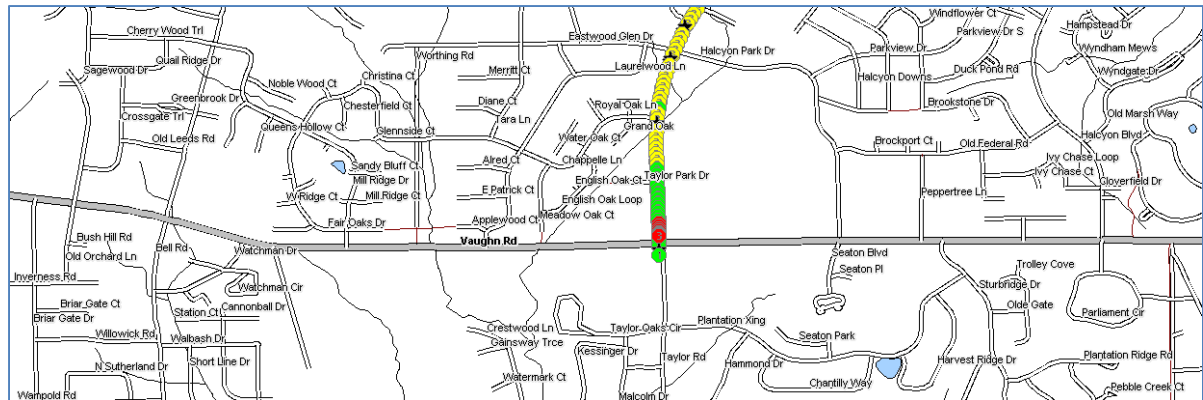 Windflower Ct
Hampstead Dr
Cherry Wood Trl
Eastwood Glen Dr
Parkview Dr S
Quail Ridge Dr
Worthing Rd
Halcyon Park Dr
Parkview Dr
Wyndham Mews
Sagewood Dr
Noble Wood Ct
Christina Ct
Merritt Ct
Laurelwood Ln
Halcyon Downs
Duck Pond Rd
Wyndgate Dr
Greenbrook Dr
Chesterfield Ct
Diane Ct
Royal Oak Ln
Brookstone Dr
Crossgate Trl
Tara Ln
Old Marsh Way
Queens Hollow Ct
Glennside Ct
Grand Oak
Old Leeds Rd
Water Oak Ct
Brockport Ct
Old Federal Rd
Halcyon Blvd
Sandy Bluff Ct
Alred Ct
Chappelle Ln
Ivy Chase Loop
Mill Ridge Dr
English Oak Ct
Taylor Park Dr
Ivy Chase Ct
Cloverfield Dr
W Ridge Ct
Mill Ridge Ct
E Patrick Ct
English Oak Loop
Peppertree Ln
Fair Oaks Dr
Applewood Ct
Meadow Oak Ct
Bush Hill Rd
Bell Rd
Watchman Dr
Vaughn Rd
3
Seaton Blvd
Old Orchard Ln
Seaton Pl
Trolley Cove
Inverness Rd
Watchman Cir
Sturbridge Dr
Briar Gate Ct
Cannonball Dr
Olde Gate
Briar Gate Dr
Station Ct
Plantation Xing
Parliament Cir
Willowick Rd
Walbash Dr
Crestwood Ln
Taylor Oaks Cir
Seaton Park
Gainsway Trce
N Sutherland Dr
Short Line Dr
Kessinger Dr
Taylor Rd
Hammond Dr
Harvest Ridge Dr
Plantation Ridge Rd
Watermark Ct
Chantilly Way
Pebble Creek Ct
Wampold Rd
Malcolm Dr